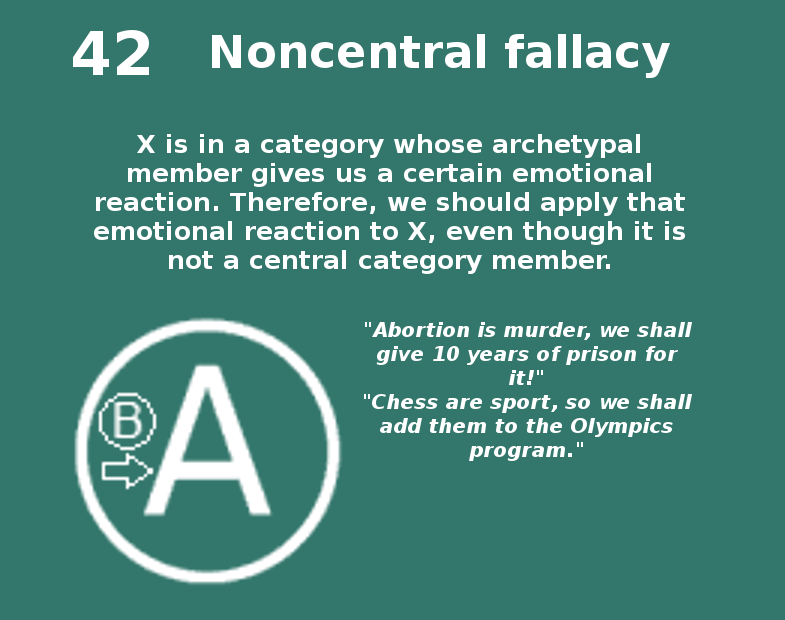 42 Noncentral fallacy
X is in a category whose archetypal
member gives us a certain emotional
reaction. Therefore, we should apply that
emotional reaction to X, even though it is
not a central category member.
B
A
"Abortion is murder, we shall
give 10 years of prison for
it!"
"Chess are sport, so we shall
add them to the Olympics
program."